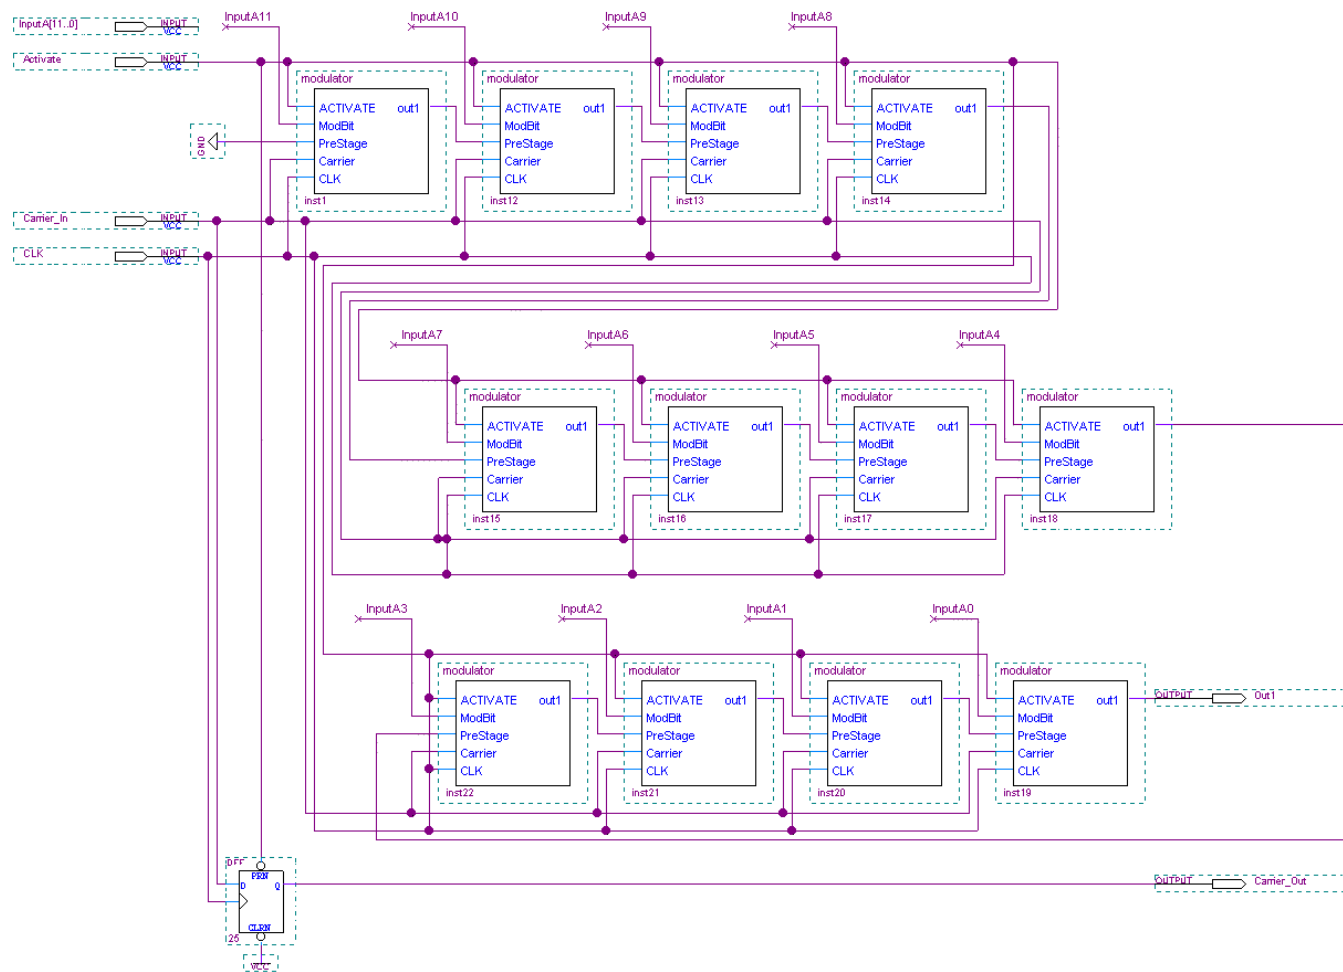 InputA[11..0] INPUT VCC
InputA11
InputA10
InputA9
InputA8
Activate INPUT VCC
modulator
ACTIVATE out1
ModBit
PreStage
Carrier
CLK
inst1
modulator
ACTIVATE out1
ModBit
PreStage
Carrier
CLK
inst12
modulator
ACTIVATE out1
ModBit
PreStage
Carrier
CLK
inst13
modulator
ACTIVATE out1
ModBit
PreStage
Carrier
CLK
inst14
GND
Carrier_In INPUT VCC
CLK INPUT VCC
InputA7
InputA6
InputA5
InputA4
modulator
ACTIVATE out1
ModBit
PreStage
Carrier
CLK
inst15
modulator
ACTIVATE out1
ModBit
PreStage
Carrier
CLK
inst16
modulator
ACTIVATE out1
ModBit
PreStage
Carrier
CLK
inst17
modulator
ACTIVATE out1
ModBit
PreStage
Carrier
CLK
inst18
InputA3
InputA2
InputA1
InputA0
modulator
ACTIVATE out1
ModBit
PreStage
Carrier
CLK
inst22
modulator
ACTIVATE out1
ModBit
PreStage
Carrier
CLK
inst21
modulator
ACTIVATE out1
ModBit
PreStage
Carrier
CLK
inst20
modulator
ACTIVATE out1
ModBit
PreStage
Carrier
CLK
inst19
OUTPUT Out1
DFF
PRN
D Q
CLRN
25
VCC
OUTPUT Carrier_Out